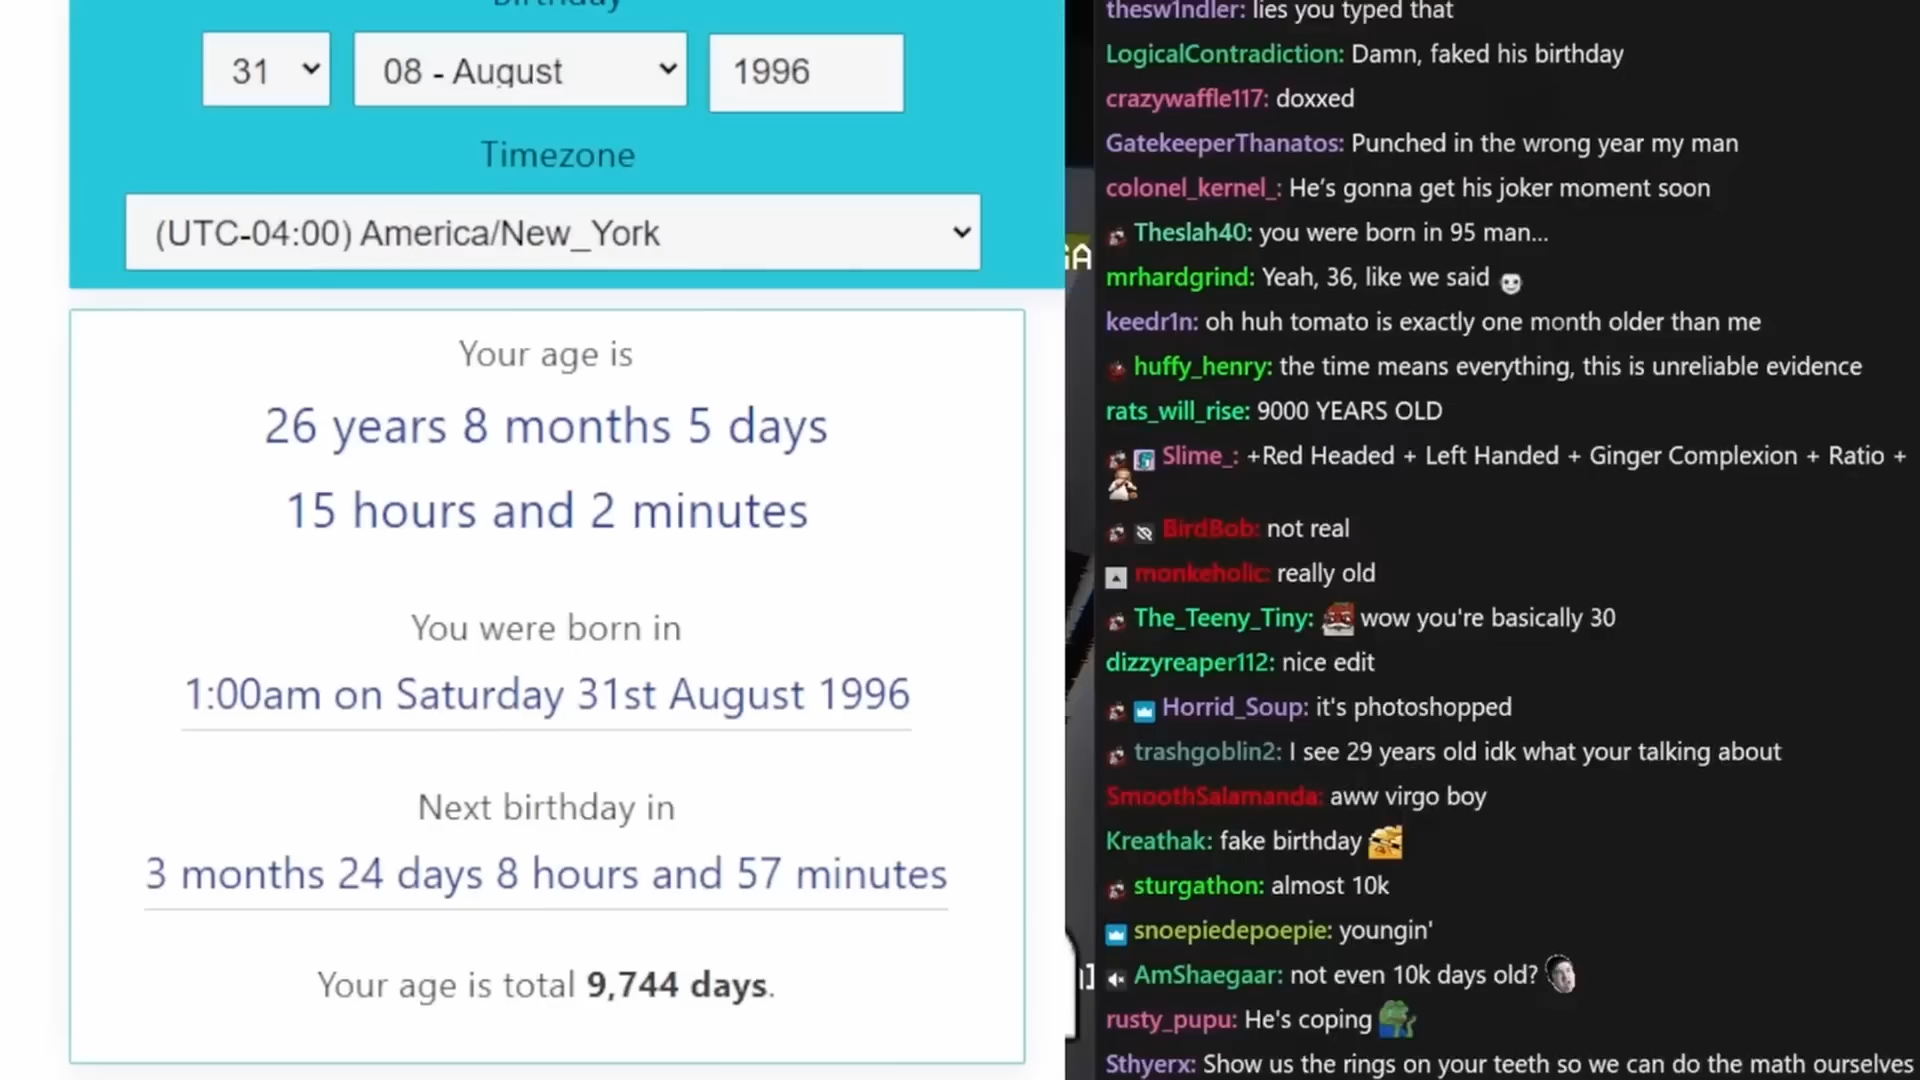 Birthday
31
08 - August
1996
Timezone
(UTC-04:00) America/New_York
Your age is
26 years 8 months 5 days
15 hours and 2 minutes
You were born in
1:00am on Saturday 31st August 1996
Next birthday in
3 months 24 days 8 hours and 57 minutes
Your age is total 9,744 days.
thesw1ndler: lies you typed that
LogicalContradiction: Damn, faked his birthday
crazywaffle117: doxxed
GatekeeperThanatos: Punched in the wrong year my man
colonel_kernel_: He's gonna get his joker moment soon
Theslah40: you were born in 95 man...
mrhardgrind: Yeah, 36, like we said
keedr1n: oh huh tomato is exactly one month older than me
huffy_henry: the time means everything, this is unreliable evidence
rats_will_rise: 9000 YEARS OLD
Slime_: +Red Headed + Left Handed + Ginger Complexion + Ratio +
BirdBob: not real
monkeholic: really old
The_Teeny_Tiny: wow you're basically 30
dizzyreaper112: nice edit
Horrid_Soup: it's photoshopped
trashgoblin2: I see 29 years old idk what your talking about
SmoothSalamanda: aww virgo boy
Kreathak: fake birthday
sturgathon: almost 10k
snoepiedepoepie: youngin'
AmShaegaar: not even 10k days old?
rusty_pupu: He's coping
Sthyerx: Show us the rings on your teeth so we can do the math ourselves